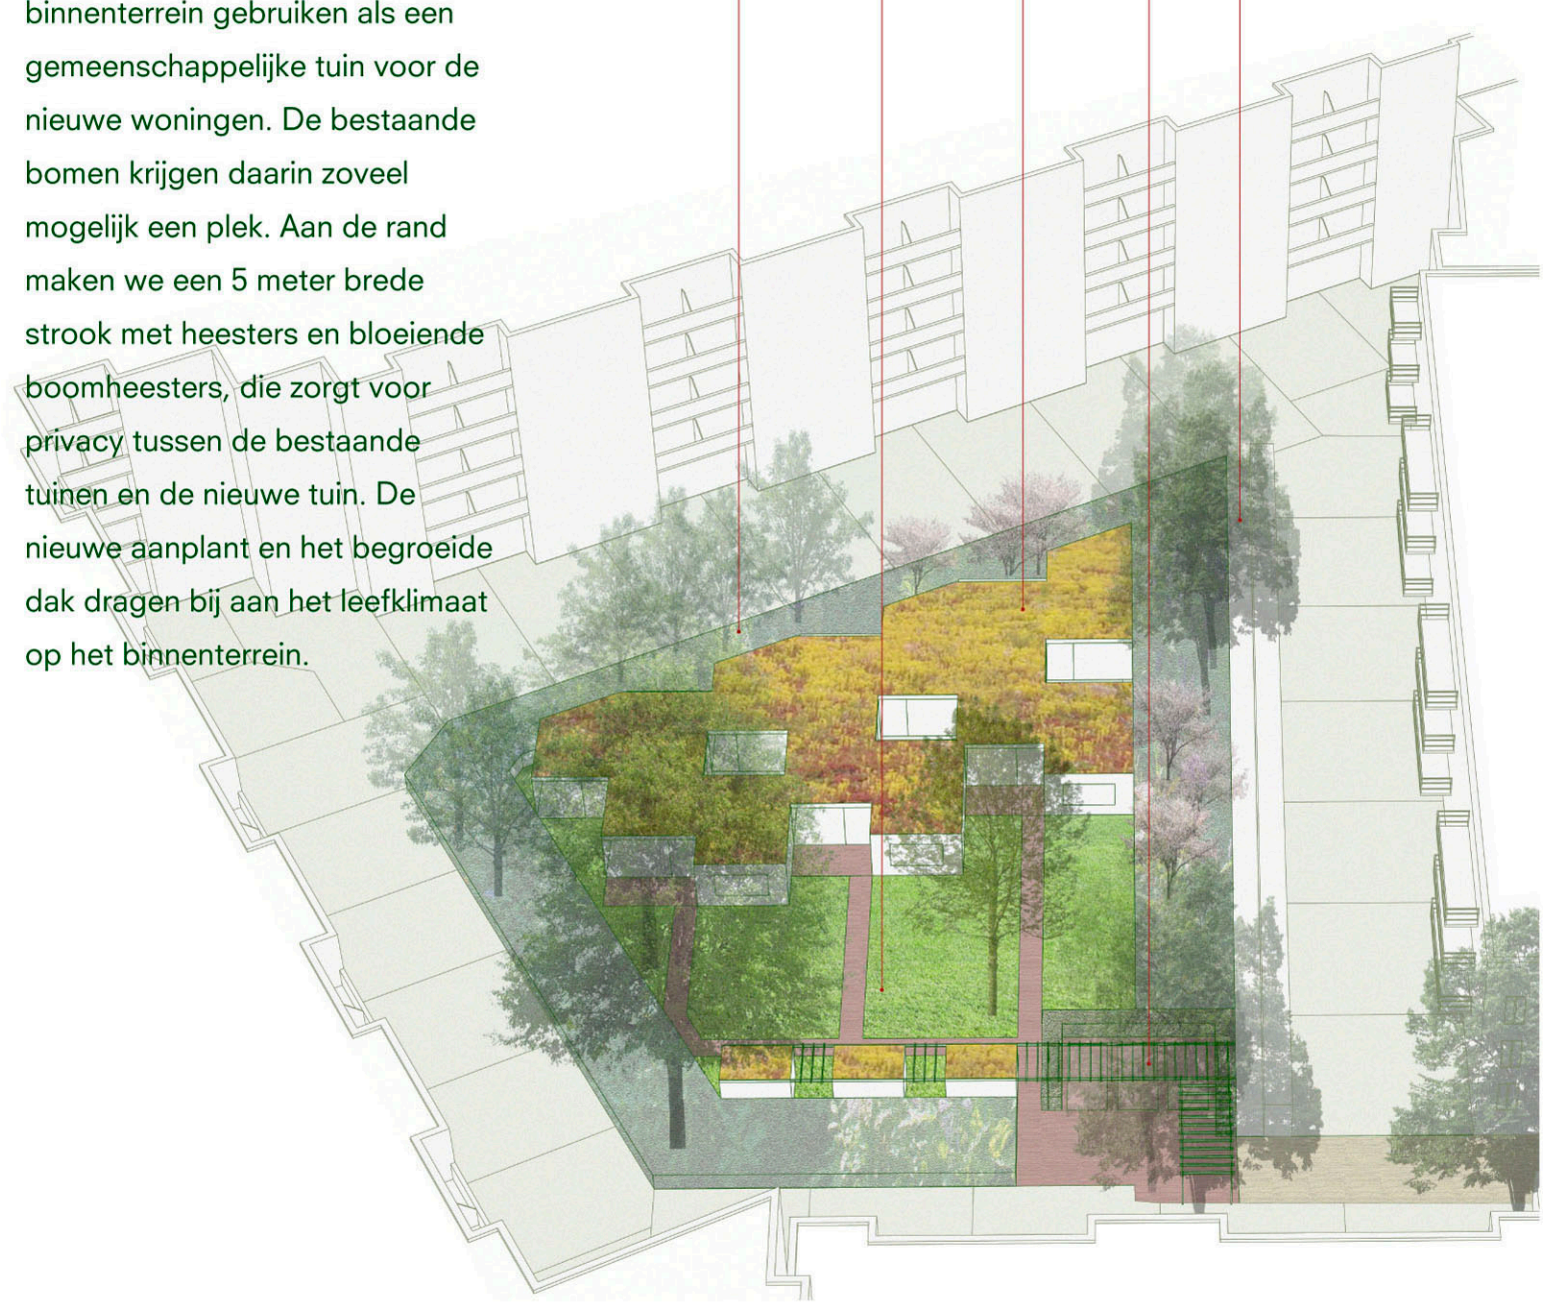 binnenterrein gebruiken als een
gemeenschappelijke tuin voor de
nieuwe woningen. De bestaande
bomen krijgen daarin zoveel
mogelijk een plek. Aan de rand
maken we een 5 meter brede
strook met heesters en bloeiende
boomheesters, die zorgt voor
privacy tussen de bestaande
tuinen en de nieuwe tuin. De
nieuwe aanplant en het begroeide
dak dragen bij aan het leefklimaat
op het binnenterrein.